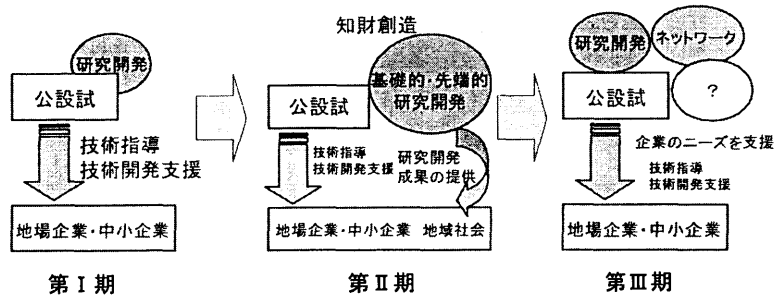 知財創造
研究開発
公設試
技術指導
技術開発支援
地場企業・中小企業
第Ⅰ期
基礎的・先端的
研究開発
公設試
技術指導
技術開発支援
研究開発
成果の提供
地場企業・中小企業 地域社会
第Ⅱ期
研究開発
ネットワーク
?
公設試
企業のニーズを支援
技術指導
技術開発支援
地場企業・中小企業
第Ⅲ期